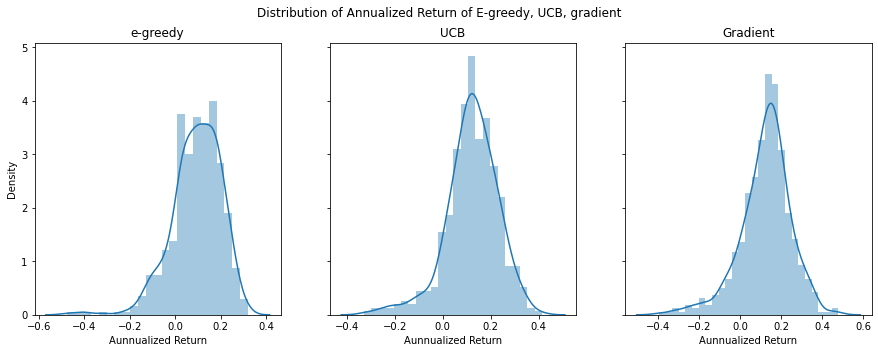 Distribution of Annualized Return of E-greedy, UCB, gradient
e-greedy
UCB
Gradient
Density
5
4
3
2
1
0
−0.6 −0.4 −0.2 0.0 0.2 0.4
−0.4 −0.2 0.0 0.2 0.4
−0.4 −0.2 0.0 0.2 0.4 0.6
Aunnualized Return
Aunnualized Return
Aunnualized Return